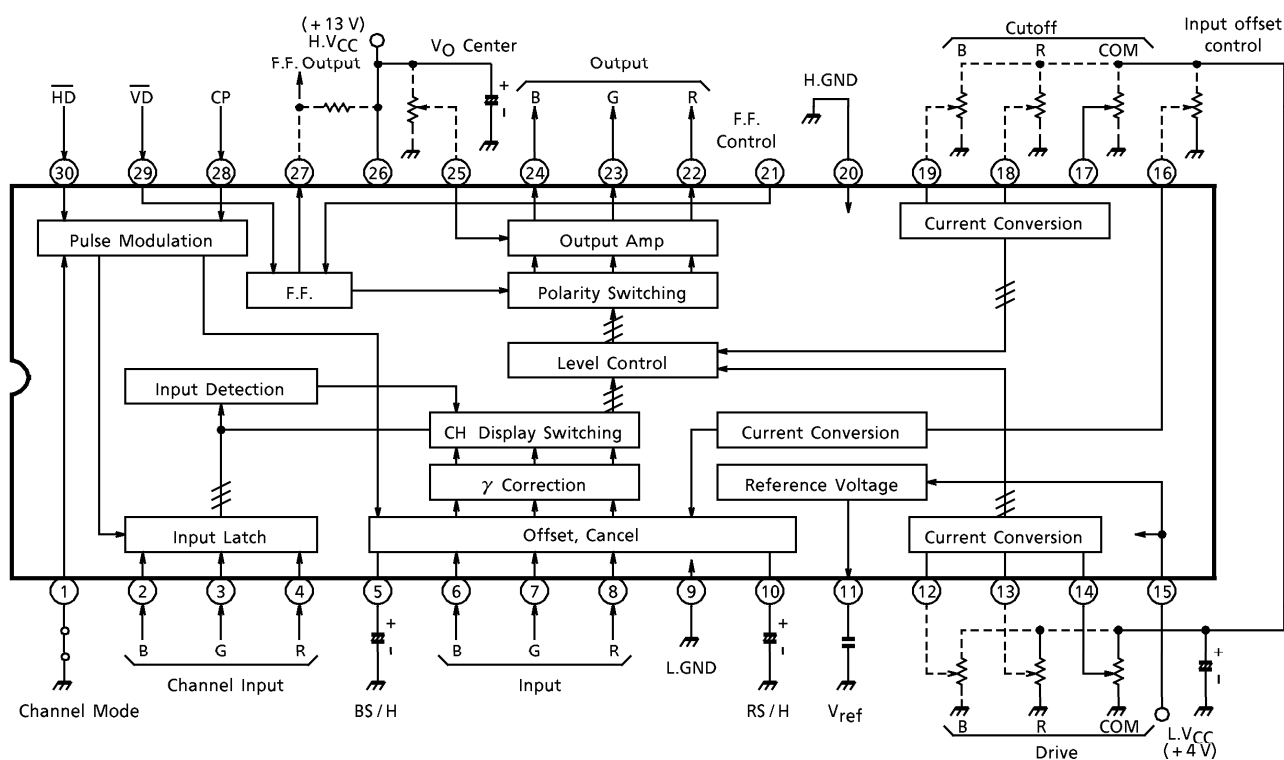 (+13 V)
H.VCC
VO Center
F.F. Output
Output
Cutoff
B R COM
Input offset
control
HD VD CP
B G R
F.F.
Control
H.GND
30 29 28 27 26 25 24 23 22 21 20 19 18 17 16
Pulse Modulation
Output Amp
Current Conversion
F.F.
Polarity Switching
Level Control
Input Detection
CH Display Switching
Current Conversion
γ Correction
Reference Voltage
Input Latch
Offset, Cancel
Current Conversion
1 2 3 4 5 6 7 8 9 10 11 12 13 14 15
+ -
+ -
+ -
+ -
B G R
B G R
L.GND
Channel Mode
Channel Input
BS/H
Input
RS/H
Vref
B R COM
Drive
L.VCC
(+4 V)